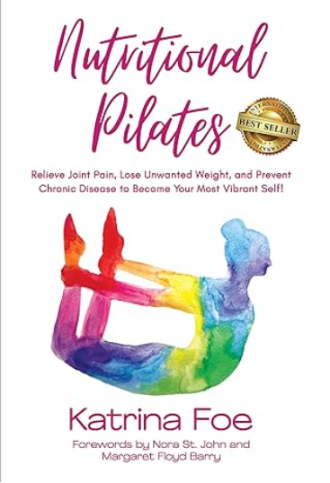 Nutritional
Pilates
INTERNATIONAL
BEST SELLER
Relieve Joint Pain, Lose Unwanted Weight, and Prevent
Chronic Disease to Become Your Most Vibrant Self!
Katrina Foe
Forewords by Nora St. John and
Margaret Floyd Barry